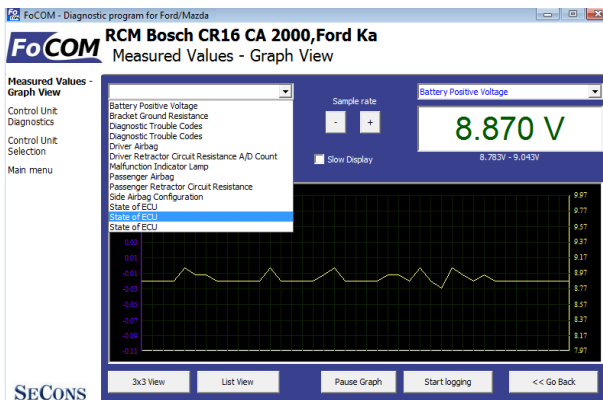 FoCOM - Diagnostic program for Ford/Mazda
FoCOM
RCM Bosch CR16 CA 2000,Ford Ka
Measured Values - Graph View
Measured Values -
Graph View
Control Unit
Diagnostics
Control Unit
Selection
Main menu
Battery Positive Voltage
Bracket Ground Resistance
Diagnostic Trouble Codes
Diagnostic Trouble Codes
Driver Airbag
Driver Retractor Circuit Resistance A/D Count
Malfunction Indicator Lamp
Passenger Airbag
Passenger Retractor Circuit Resistance
Side Airbag Configuration
State of ECU
State of ECU
State of ECU
Sample rate
- +
Slow Display
Battery Positive Voltage
8.870 V
8.783V - 9.043V
9.97
9.77
9.57
9.37
9.17
8.97
8.77
8.57
8.37
8.17
7.97
0.03
0.01
-0.01
-0.03
-0.05
-0.07
-0.09
-0.11
3x3 View
List View
Pause Graph
Start logging
<< Go Back
SECONS